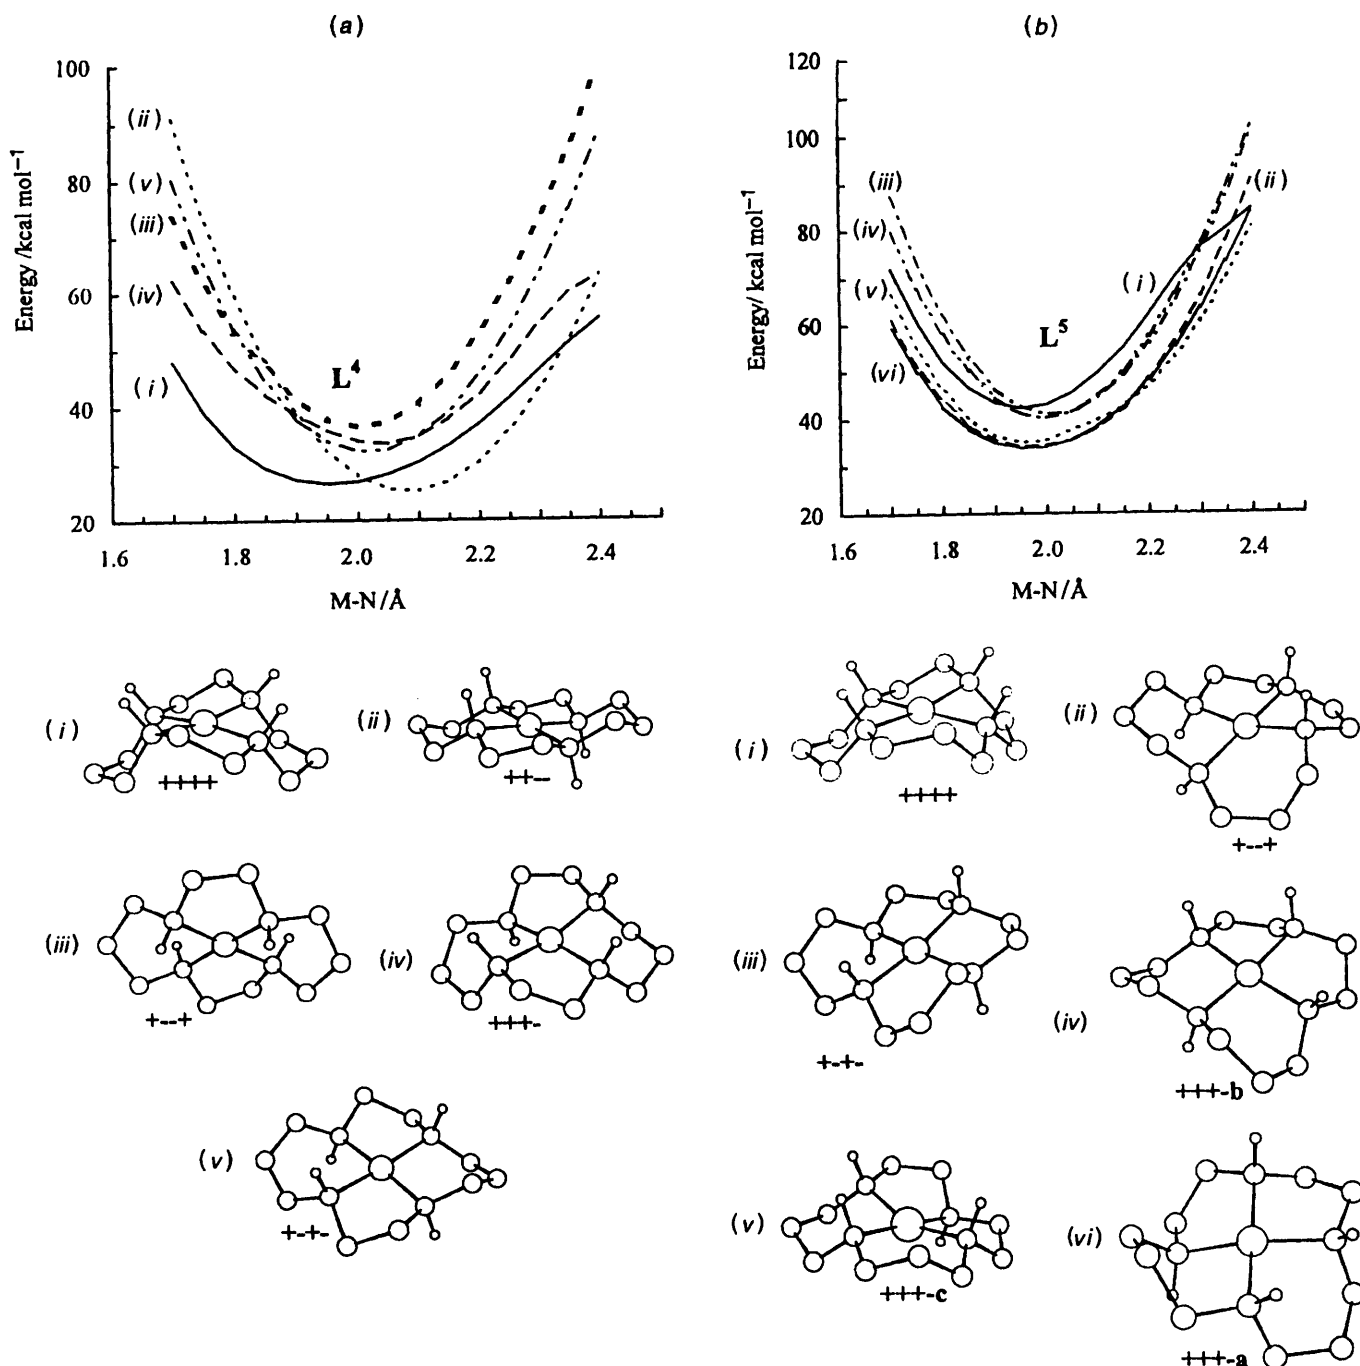 (a)
(b)
100
80
60
40
20
Energy /kcal mol⁻¹
(ii)
(v)
(iii)
(iv)
(i)
L⁴
1.6
1.8
2.0
2.2
2.4
M-N/Å
120
100
80
60
40
20
Energy/ kcal mol⁻¹
(iii)
(iv)
(v)
(vi)
(i)
(ii)
L⁵
1.6
1.8
2.0
2.2
2.4
M-N/Å
(i)
++++
(ii)
++--
(i)
++++
(ii)
+--+
(iii)
+--+
(iv)
+++-
(iii)
+-+-
(iv)
+++-b
(v)
+-+-
(v)
+++-c
(vi)
+++-a